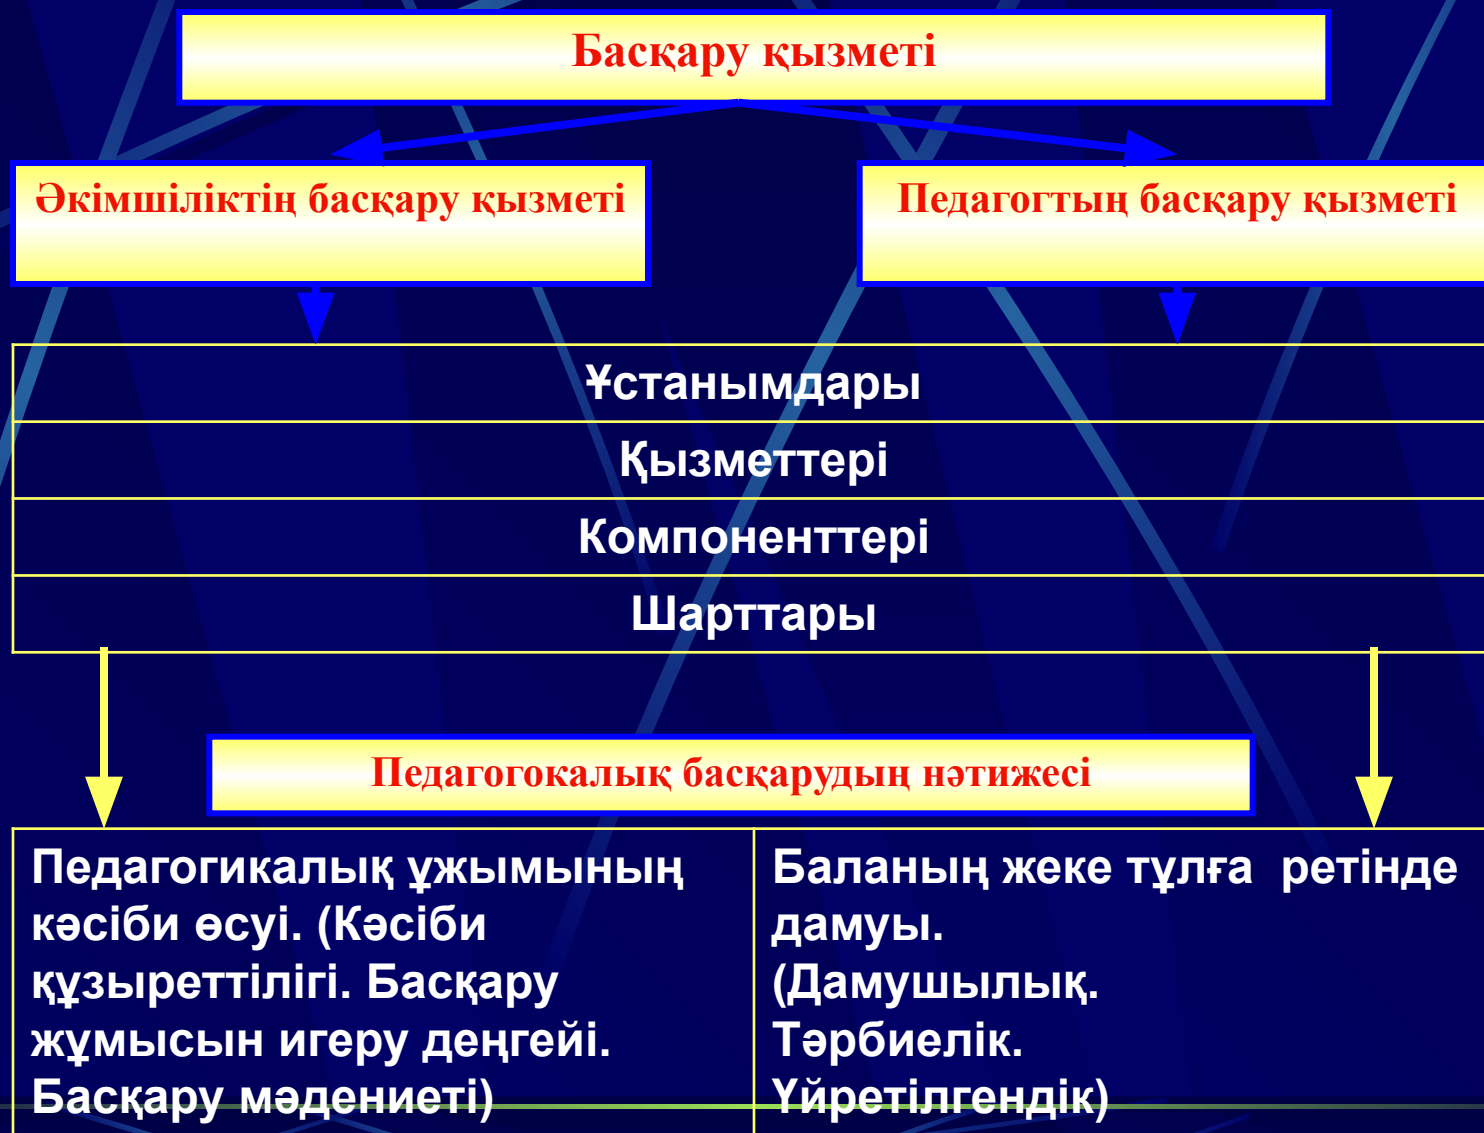 Басқару қызметі
Әкімшіліктің басқару қызметі
Педагогтың басқару қызметі
Ұстанымдары
Қызметтері
Компоненттері
Шарттары
Педагогокалық басқарудың нәтижесі
Педагогикалық ұжымының
кәсіби өсуі. (Кәсіби
құзыреттілігі. Басқару
жұмысын игеру деңгейі.
Басқару мәдениеті)
Баланың жеке тұлға  ретінде
дамуы.
(Дамушылық.
Тәрбиелік.
Үйретілгендік)